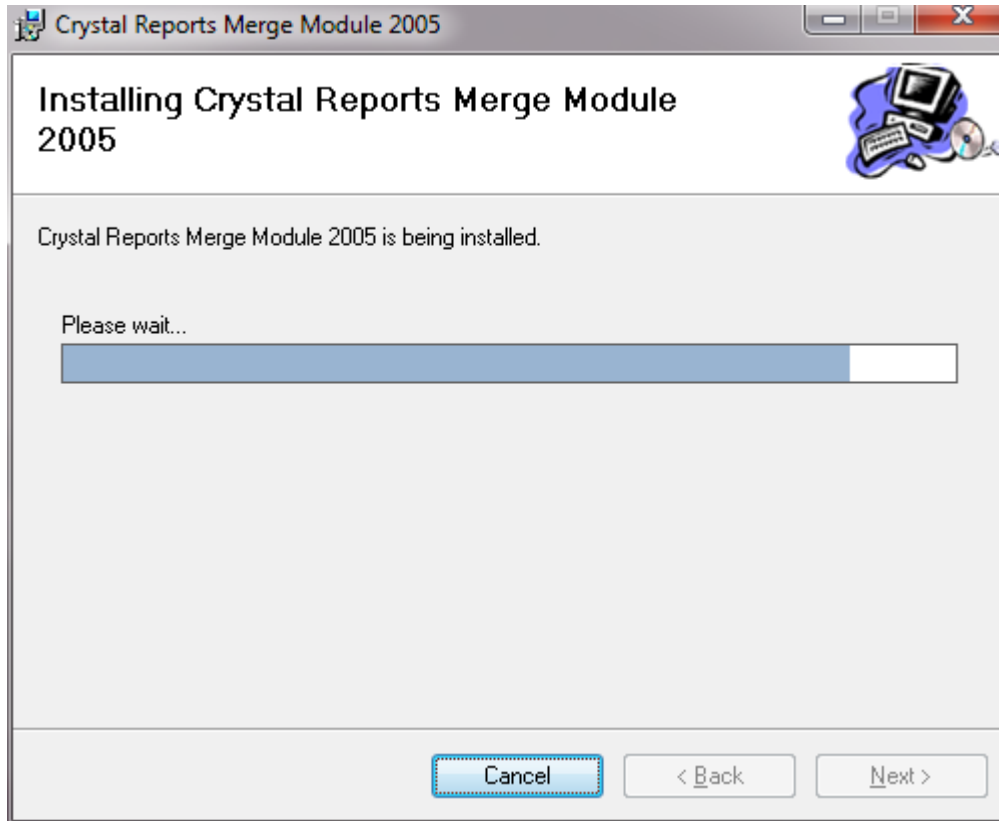 Crystal Reports Merge Module 2005
Installing Crystal Reports Merge Module
2005
Crystal Reports Merge Module 2005 is being installed.
Please wait...
Cancel
< Back
Next >